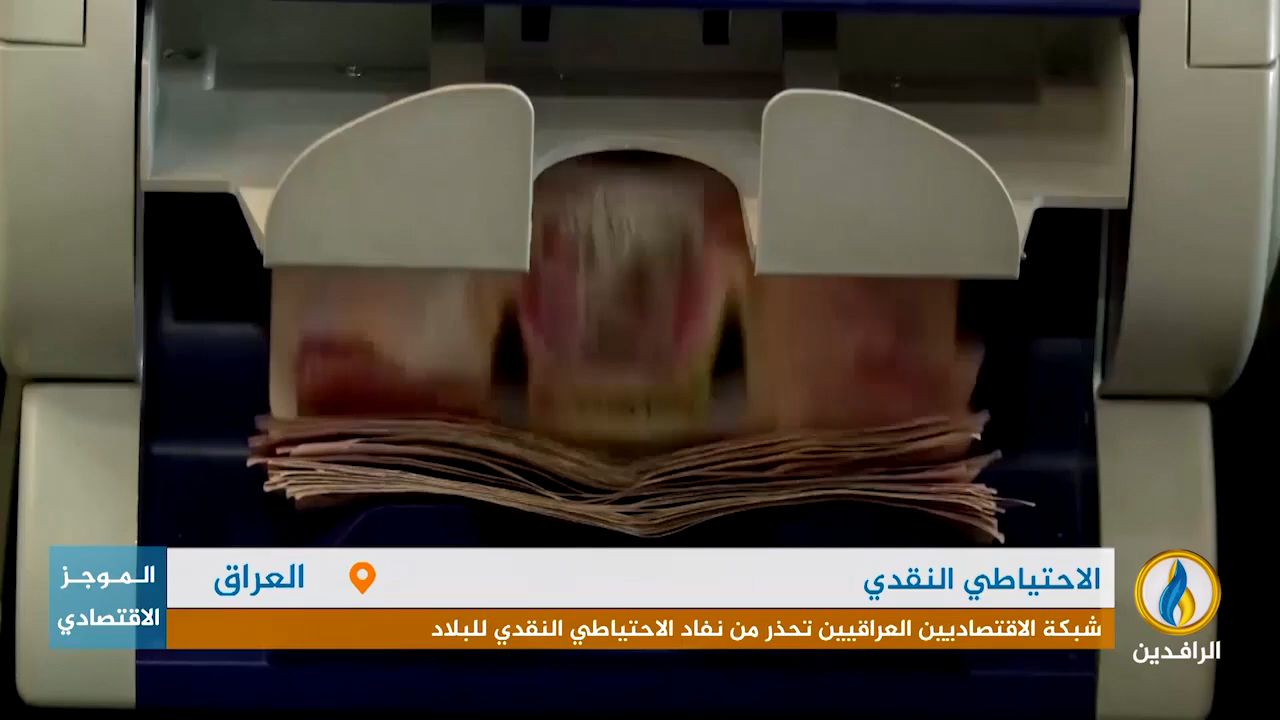 الاحتياطي النقدي
العراق
شبكة الاقتصاديين العراقيين تحذر من نفاد الاحتياطي النقدي للبلاد
الموجز
الاقتصادي
الرافدين